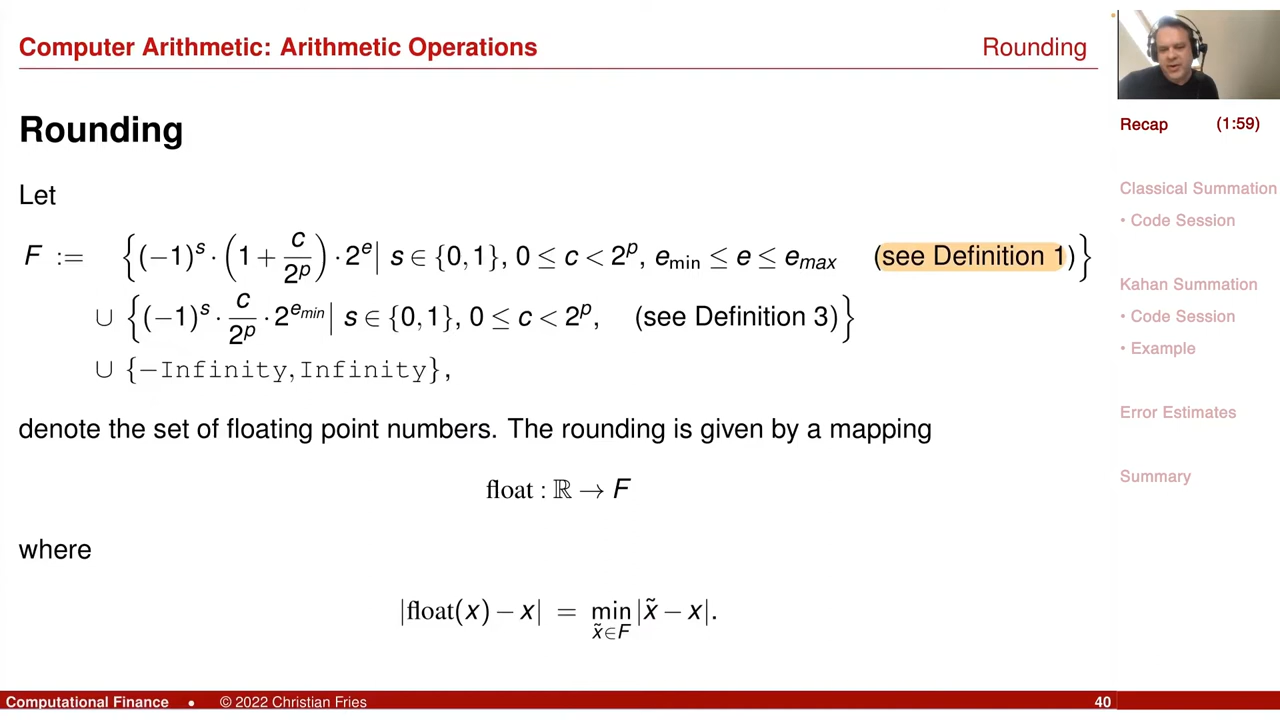 Computer Arithmetic: Arithmetic Operations Rounding
Rounding
Let
F := {(−1)^s · (1 + c/2^p) · 2^e | s ∈ {0, 1}, 0 ≤ c < 2^p, e_min ≤ e ≤ e_max (see Definition 1)}
∪ {(−1)^s · c/2^p · 2^{e_min} | s ∈ {0, 1}, 0 ≤ c < 2^p, (see Definition 3)}
∪ {−Infinity, Infinity},
denote the set of floating point numbers. The rounding is given by a mapping
float : ℝ → F
where
|float(x) − x| = min_{x̃∈F} |x̃ − x|.
Recap (1:59)
Classical Summation
• Code Session
Kahan Summation
• Code Session
• Example
Error Estimates
Summary
Computational Finance • © 2022 Christian Fries 40